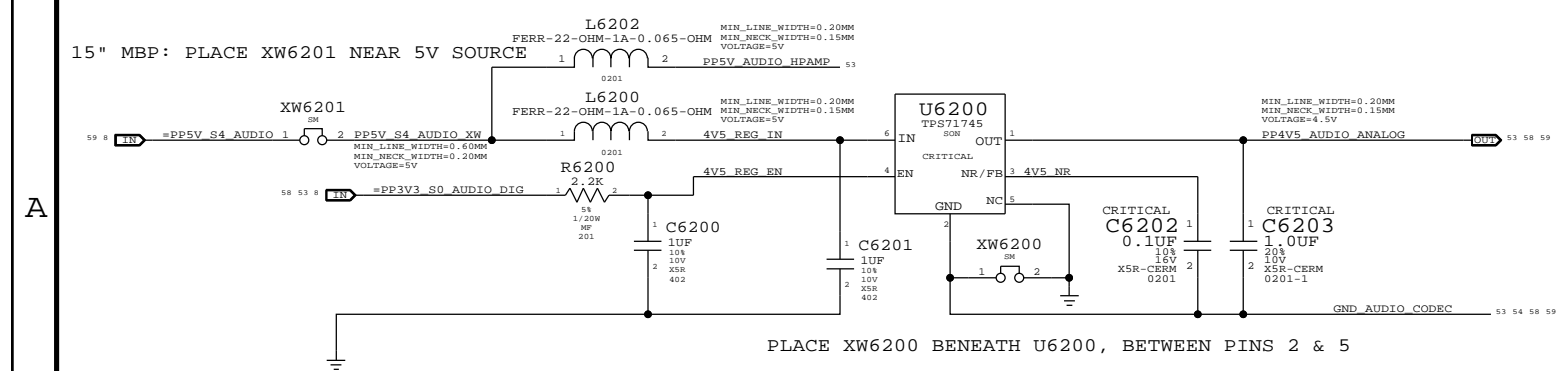 L6202
FERR-22-OHM-1A-0.065-OHM
MIN_LINE_WIDTH=0.20MM
MIN_NECK_WIDTH=0.15MM
VOLTAGE=5V
15" MBP: PLACE XW6201 NEAR 5V SOURCE
1 2 PP5V_AUDIO_HPAMP 53
0201
XW6201
SM
L6200
FERR-22-OHM-1A-0.065-OHM
MIN_LINE_WIDTH=0.20MM
MIN_NECK_WIDTH=0.15MM
VOLTAGE=5V
59 8 IN =PP5V_S4_AUDIO 1 2 PP5V_S4_AUDIO_XW
MIN_LINE_WIDTH=0.60MM
MIN_NECK_WIDTH=0.20MM
VOLTAGE=5V
1 2 4V5_REG_IN
0201
U6200
TPS71745
SON
CRITICAL
6 IN
OUT 1
4 EN
NR/FB 3 4V5_NR
NC 5
GND
2
MIN_LINE_WIDTH=0.20MM
MIN_NECK_WIDTH=0.15MM
VOLTAGE=4.5V
PP4V5_AUDIO_ANALOG OUT 53 58 59
R6200
2.2K
58 53 8 IN =PP3V3_S0_AUDIO_DIG 1 2 4V5_REG_EN
5%
1/20W
MF
201
A
1 C6200
1UF
10%
10V
X5R
402
2
1 C6201
1UF
10%
10V
X5R
402
2
XW6200
SM
1 2
CRITICAL
C6202 1
0.1UF
10%
16V
X5R-CERM 2
0201
CRITICAL
1 C6203
1.0UF
20%
10V
2 X5R-CERM
0201-1
GND_AUDIO_CODEC 53 54 58 59
PLACE XW6200 BENEATH U6200, BETWEEN PINS 2 & 5